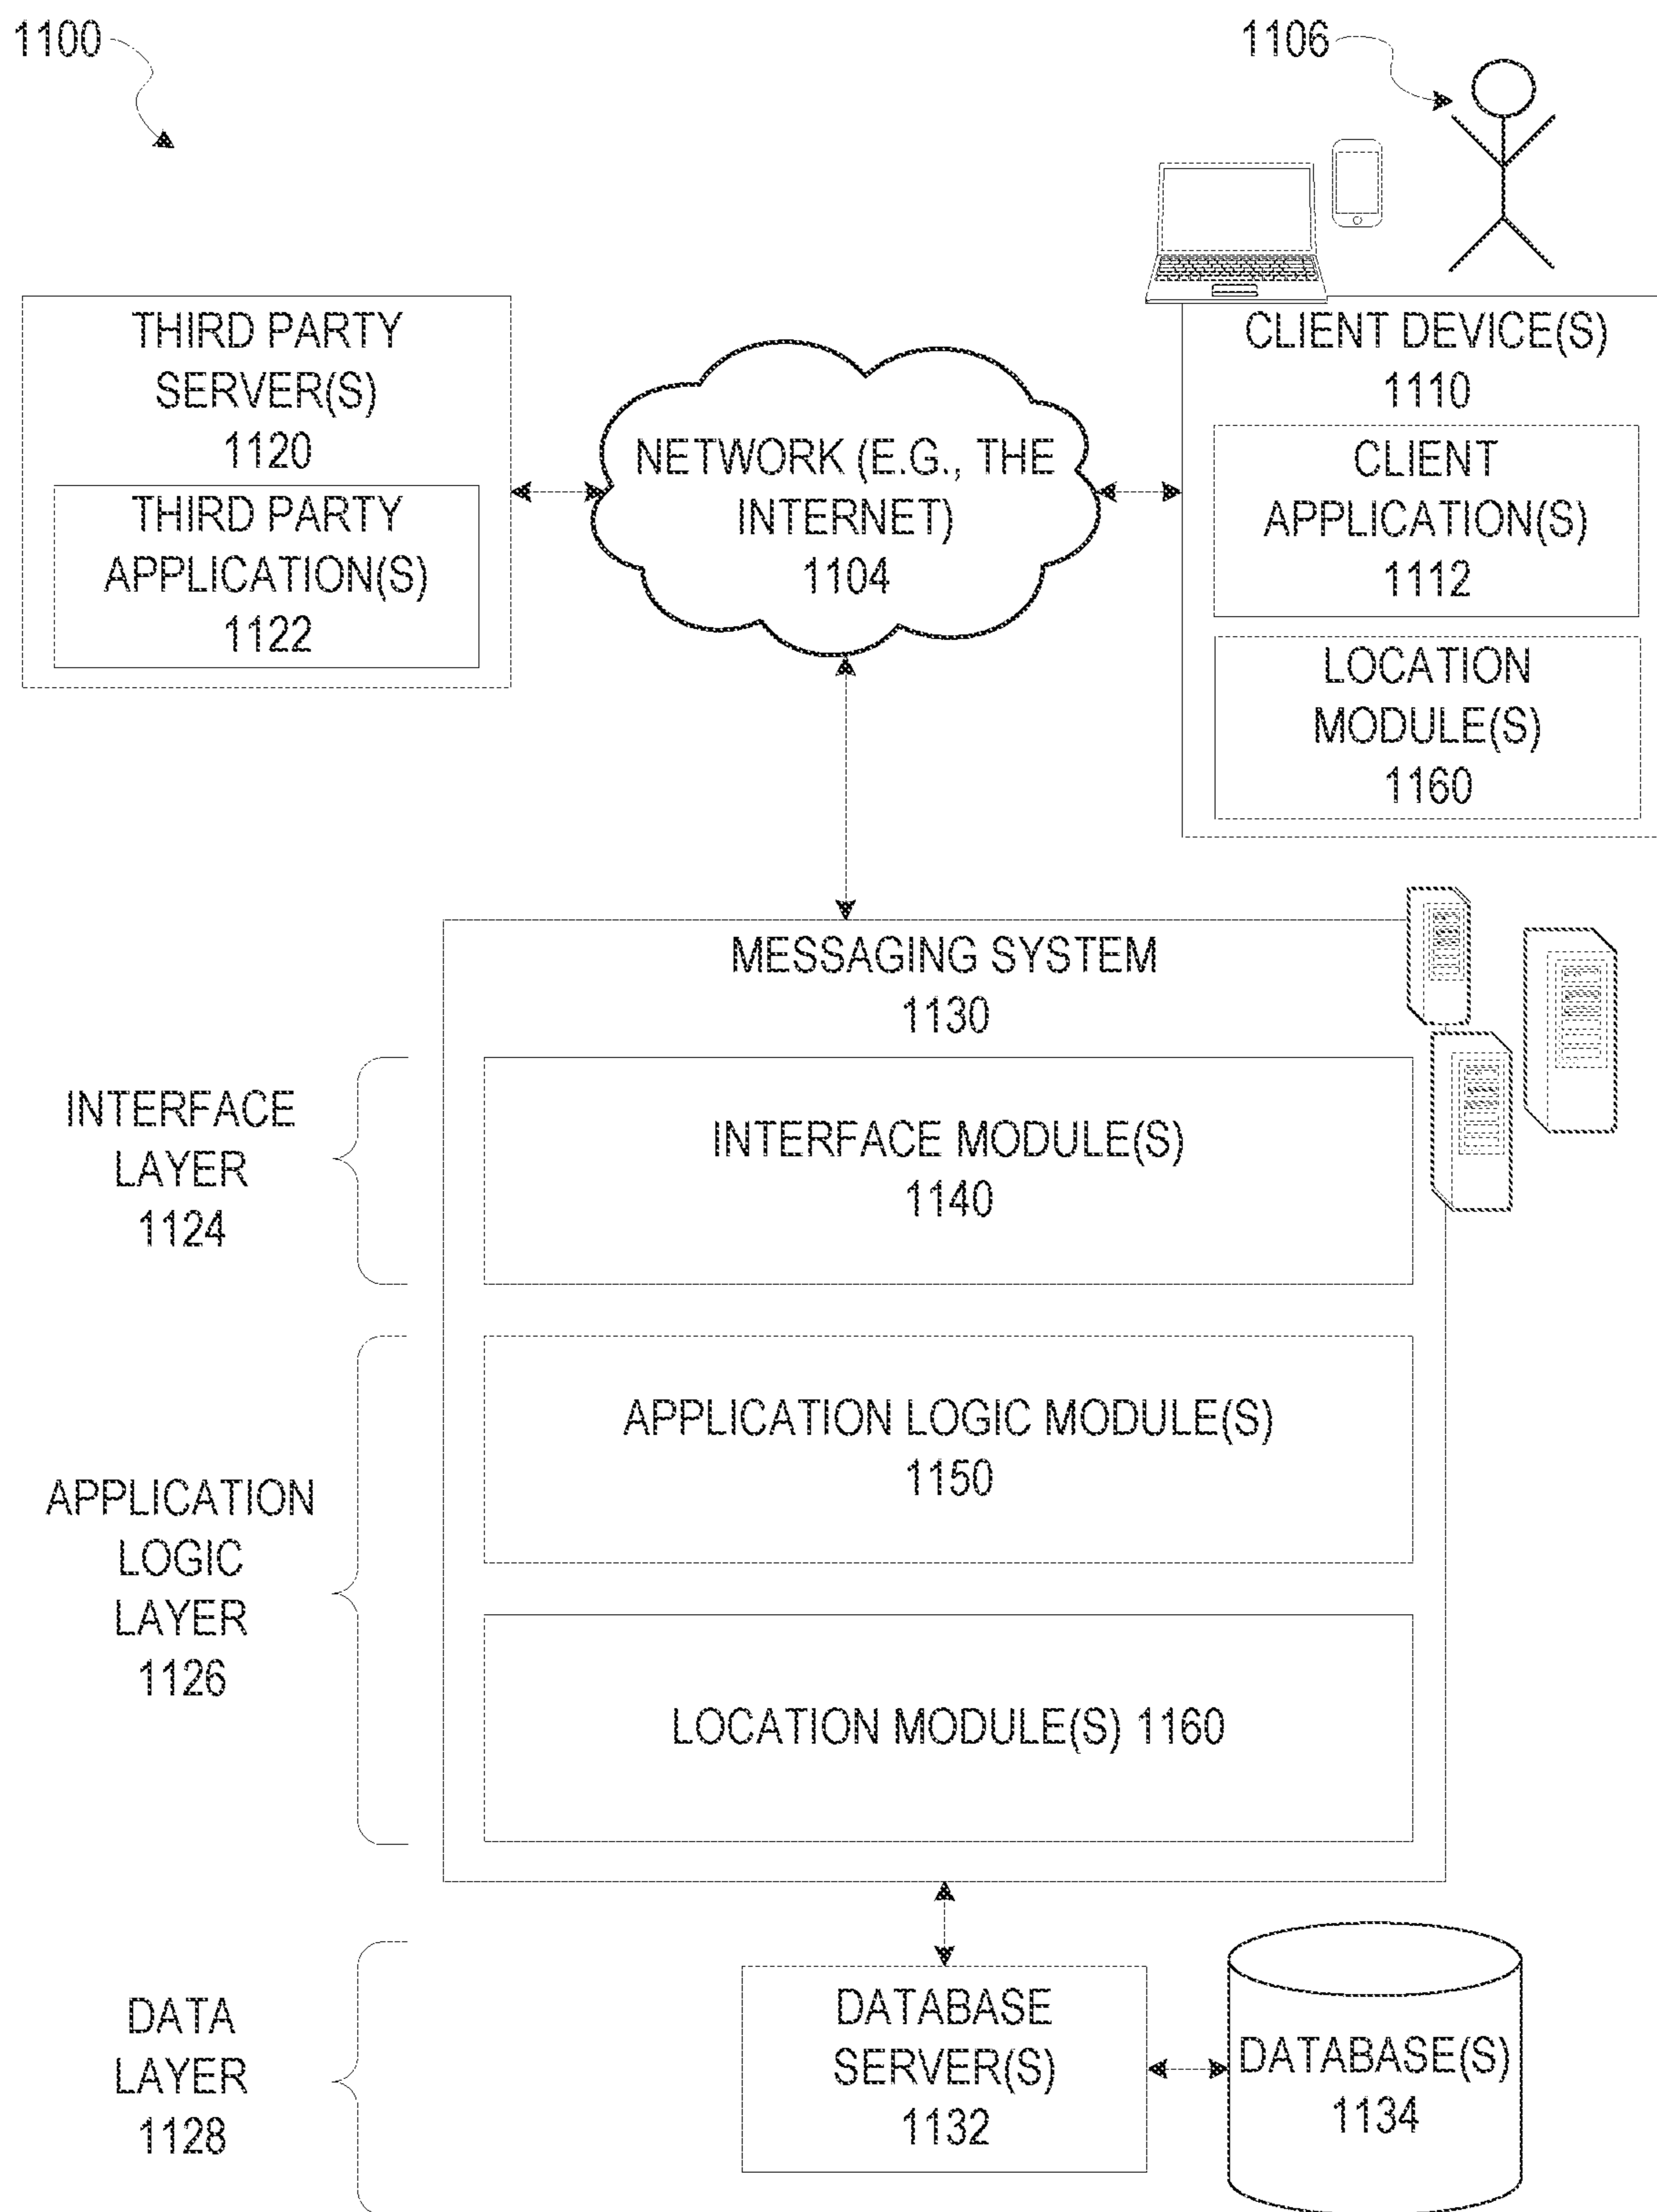 1100
1106
THIRD PARTY
SERVER(S)
1120
THIRD PARTY
APPLICATION(S)
1122
NETWORK (E.G., THE
INTERNET)
1104
CLIENT DEVICE(S)
1110
CLIENT
APPLICATION(S)
1112
LOCATION
MODULE(S)
1160
MESSAGING SYSTEM
1130
INTERFACE
LAYER
1124
INTERFACE MODULE(S)
1140
APPLICATION
LOGIC
LAYER
1126
APPLICATION LOGIC MODULE(S)
1150
LOCATION MODULE(S) 1160
DATA
LAYER
1128
DATABASE
SERVER(S)
1132
DATABASE(S)
1134